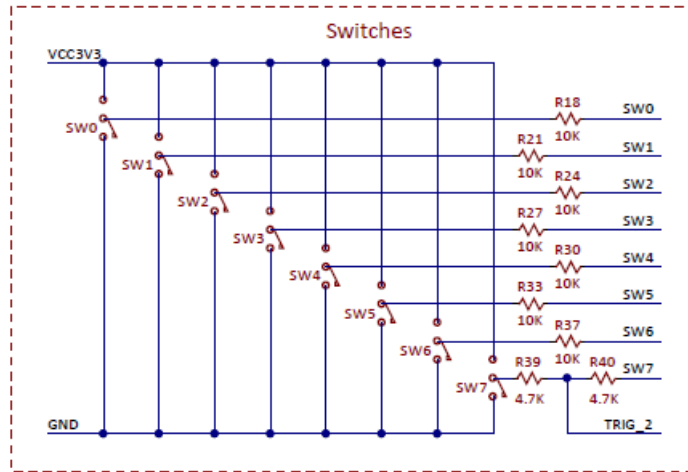 Switches
VCC3V3
R18
SW0
10K
SW0
R21
SW1
10K
SW1
R24
SW2
10K
SW2
R27
SW3
10K
SW3
R30
SW4
10K
SW4
R33
SW5
10K
SW5
R37
SW6
10K
SW6
R39
R40
SW7
SW7
4.7K
4.7K
GND
TRIG_2